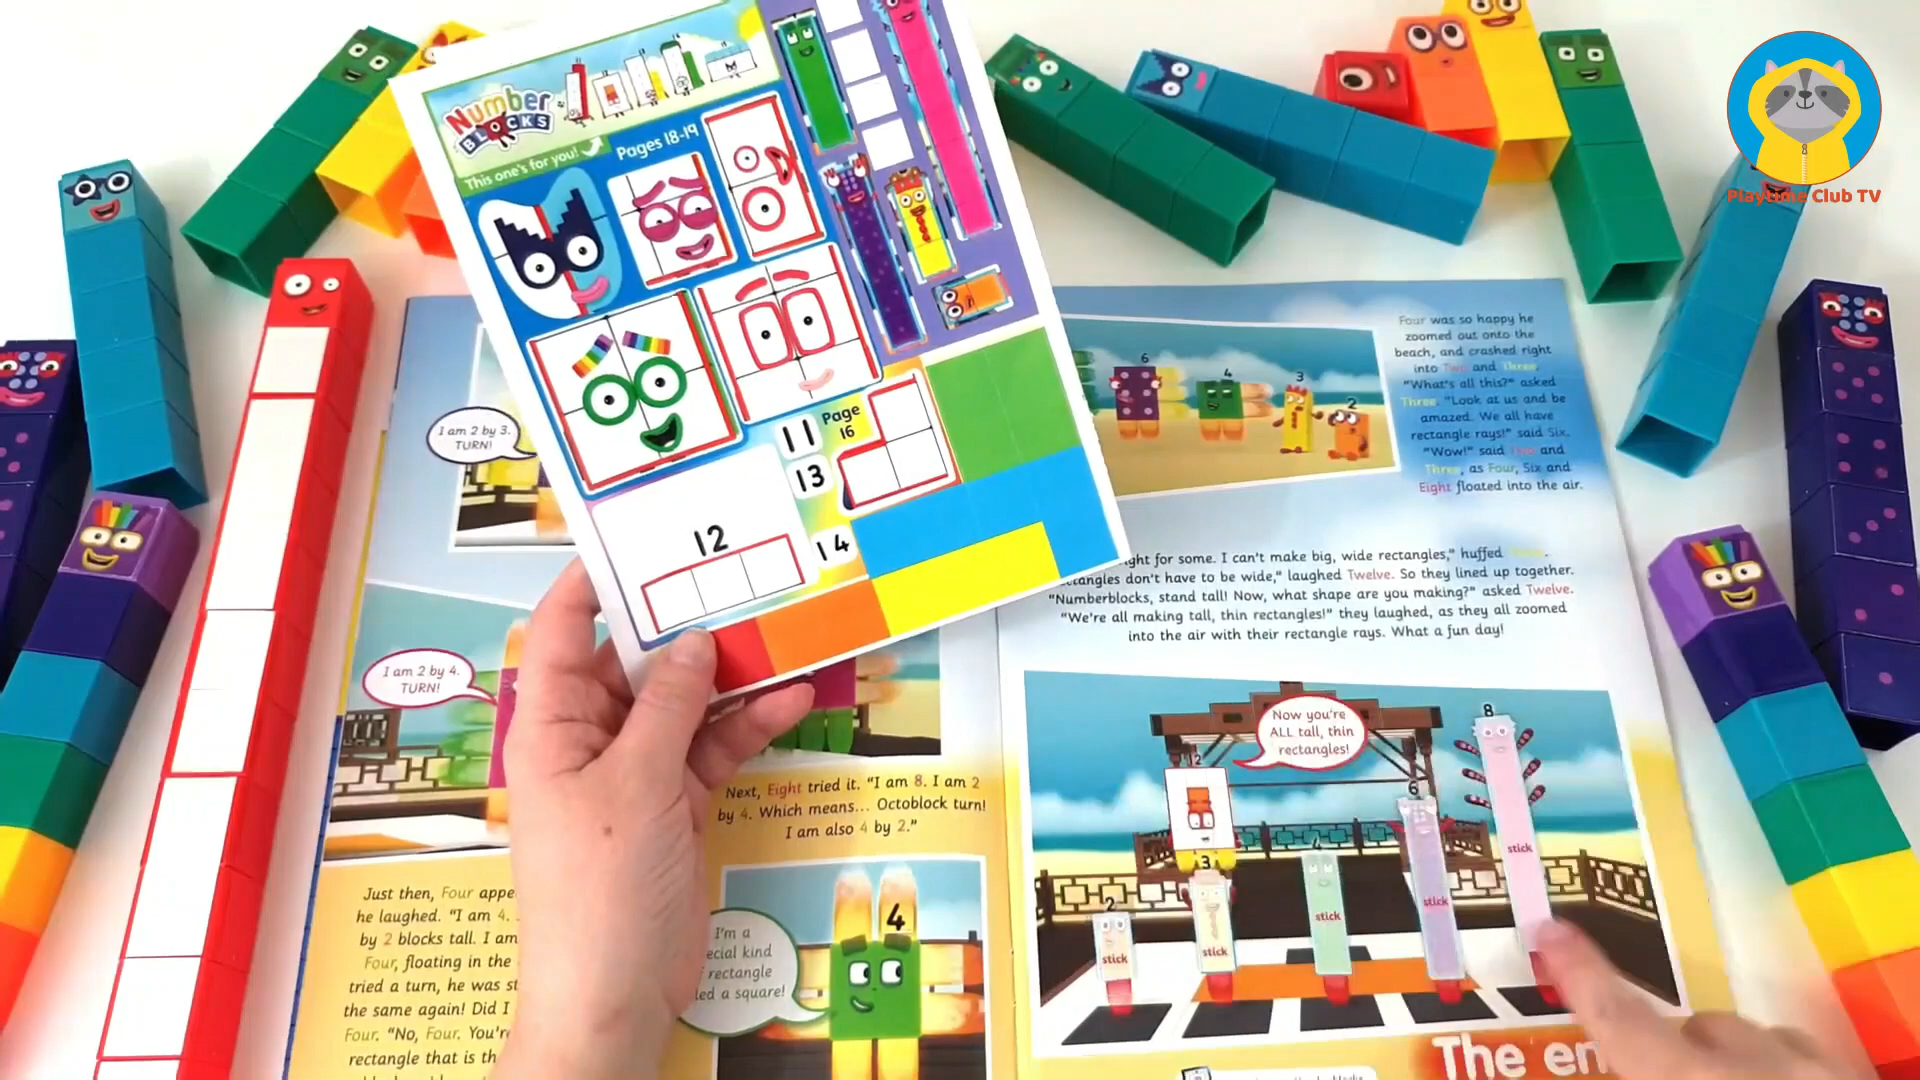 Playtime Club TV
NUMBER
BLOCKS
This one's for you!
Pages 18-19
11
Page
16
13
12
14
I am 2 by 3.
TURN!
I am 2 by 4.
TURN!
Just then, Four
he laughed. "I am 4.
by 2 blocks tall. I am
Four, floating in the
tried a turn, he was
the same again! Did I
Four. "No, Four. You're
rectangle that is
Next, Eight tried it. "I am 8. I am 2
by 4. Which means... Octoblock turn!
I am also 4 by 2."
I'm a
kind
rectangle
a square!
4
6
4
3
2
Four was so happy he
zoomed out onto the
beach, and crashed right
into Two and Three.
"What's all this?" asked
Three. "Look at us and be
amazed. We all have
rectangle rays!" said Six.
"Wow!" said Two and
Three, as Four, Six and
Eight floated into the air.
for some. I can't make big, wide rectangles," huffed
don't have to be wide," laughed Twelve. So they lined up together.
"Numberblocks, stand tall! Now, what shape are you making?" asked Twelve.
"We're all making tall, thin rectangles!" they laughed, as they all zoomed
into the air with their rectangle rays. What a fun day!
Now you're
ALL tall, thin
rectangles!
12
8
6
4
3
2
stick
stick
stick
stick
stick
The